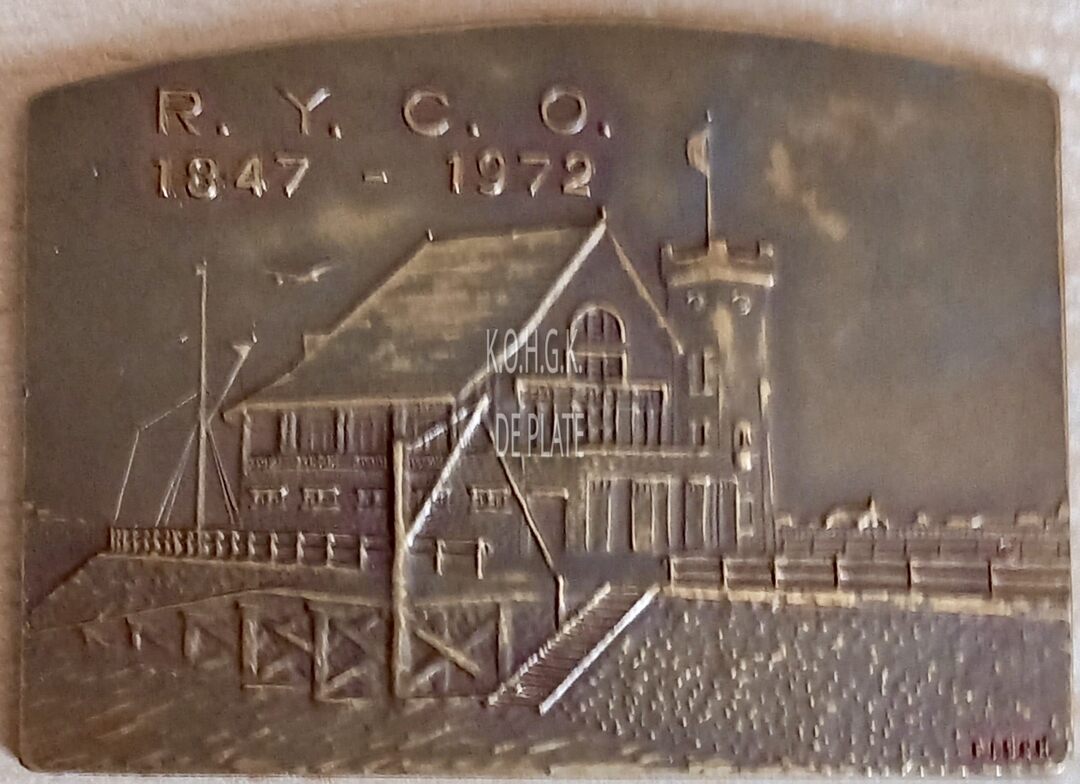 R. Y. C. O.
1847 - 1972
K.O.H.G.K.
DE PLATE